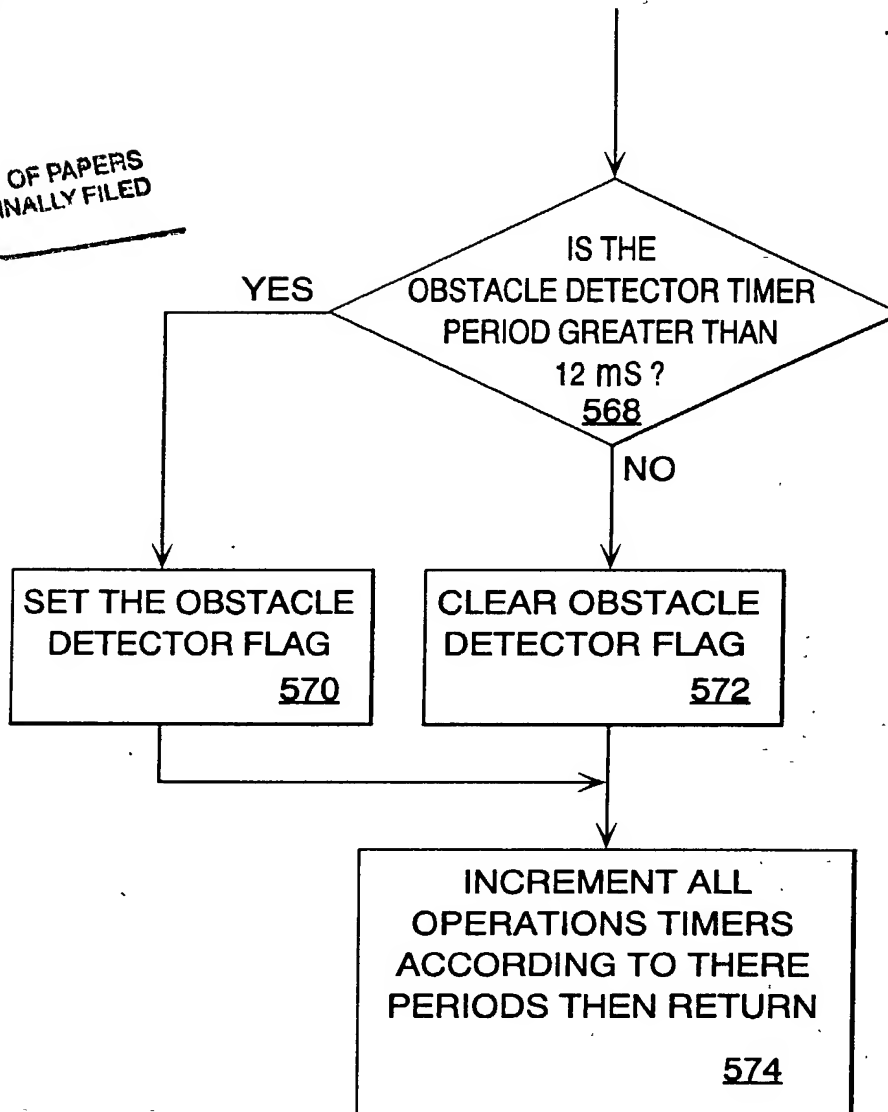 OF PAPERS
INALLY FILED
IS THE
OBSTACLE DETECTOR TIMER
PERIOD GREATER THAN
12 mS ?
568
YES
NO
SET THE OBSTACLE
DETECTOR FLAG
570
CLEAR OBSTACLE
DETECTOR FLAG
572
INCREMENT ALL
OPERATIONS TIMERS
ACCORDING TO THERE
PERIODS THEN RETURN
574